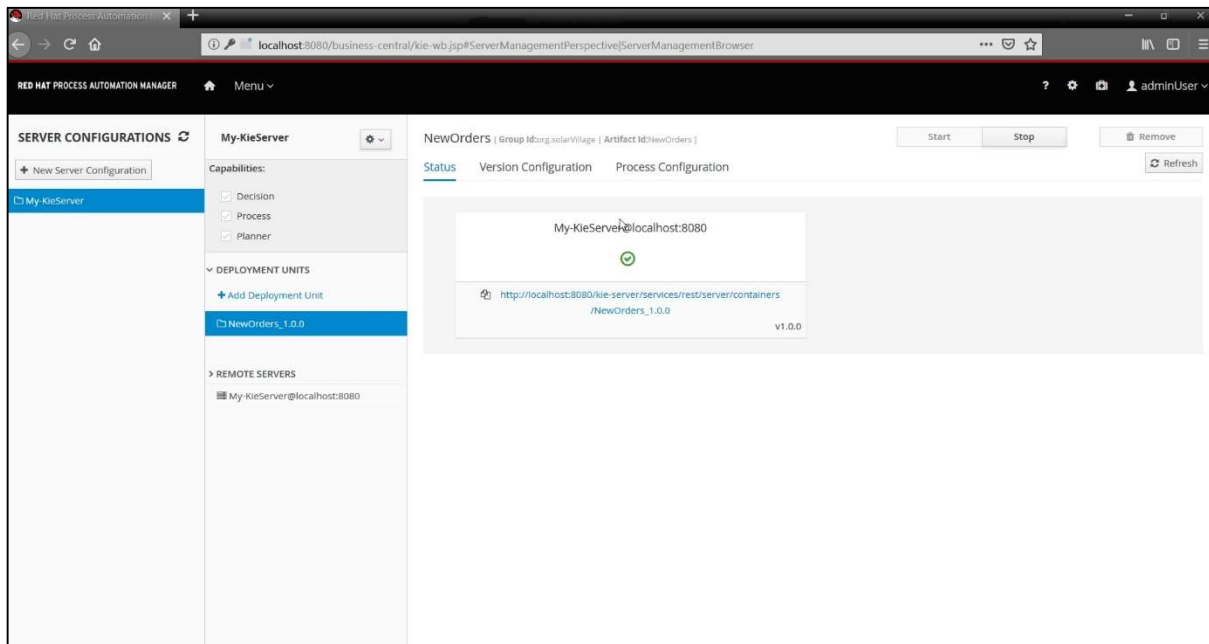 Red Hat Process Automation
localhost:8080/business-central/kie-wb.jsp#ServerManagementPerspective|ServerManagementBrowser
RED HAT PROCESS AUTOMATION MANAGER
Menu
?
adminUser
SERVER CONFIGURATIONS
+ New Server Configuration
My-KieServer
My-KieServer
Capabilities:
Decision
Process
Planner
DEPLOYMENT UNITS
+ Add Deployment Unit
NewOrders_1.0.0
REMOTE SERVERS
My-KieServer@localhost:8080
NewOrders [ Group Id:org.solarVillage | Artifact Id:NewOrders ]
Start
Stop
Remove
Status
Version Configuration
Process Configuration
Refresh
My-KieServer@localhost:8080
http://localhost:8080/kie-server/services/rest/server/containers
/NewOrders_1.0.0
v1.0.0